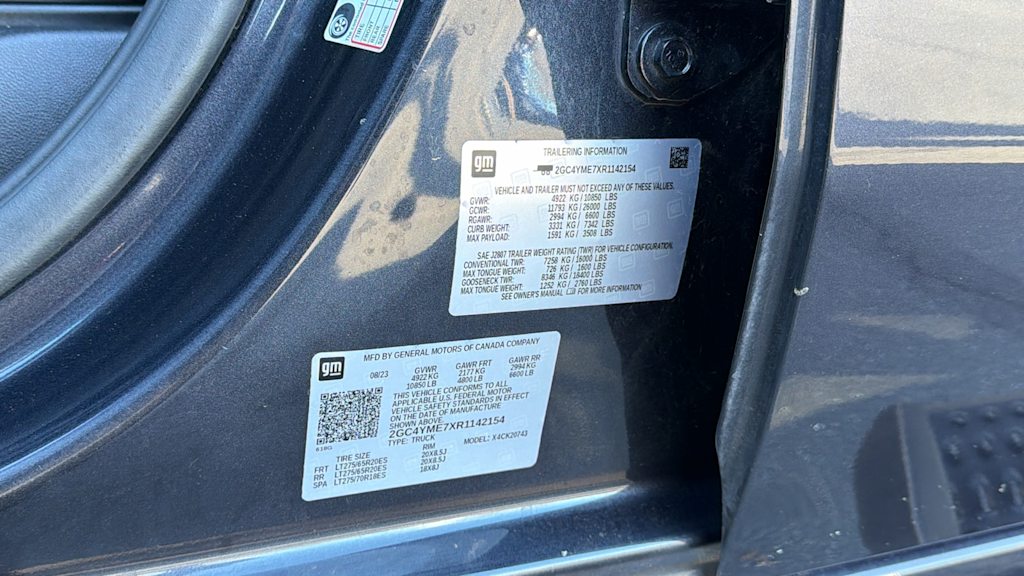 gm
TRAILERING INFORMATION
2GC4YME7XR1142154
VEHICLE AND TRAILER MUST NOT EXCEED ANY OF THESE VALUES.
GVWR: 4922 KG / 10850 LBS
GCWR: 11793 KG / 26000 LBS
RGAWR: 2994 KG / 6600 LBS
CURB WEIGHT: 3331 KG / 7342 LBS
MAX PAYLOAD: 1591 KG / 3508 LBS
SAE J2807 TRAILER WEIGHT RATING (TWR) FOR VEHICLE CONFIGURATION.
CONVENTIONAL TWR: 7258 KG / 16000 LBS
MAX TONGUE WEIGHT: 726 KG / 1600 LBS
GOOSENECK TWR: 8346 KG / 18400 LBS
MAX TONGUE WEIGHT: 1252 KG / 2760 LBS
SEE OWNER'S MANUAL FOR MORE INFORMATION
gm
MFD BY GENERAL MOTORS OF CANADA COMPANY
08/23 GVWR GAWR FRT GAWR RR
4922 KG 2177 KG 2994 KG
10850 LB 4800 LB 6600 LB
THIS VEHICLE CONFORMS TO ALL
APPLICABLE U.S. FEDERAL MOTOR
VEHICLE SAFETY STANDARDS IN EFFECT
ON THE DATE OF MANUFACTURE
SHOWN ABOVE.
2GC4YME7XR1142154
TYPE: TRUCK MODEL: X4CK20743
618G
TIRE SIZE RIM
FRT LT275/65R20ES 20X8.5J
RR LT275/65R20ES 20X8.5J
SPA LT275/70R18ES 18X8J